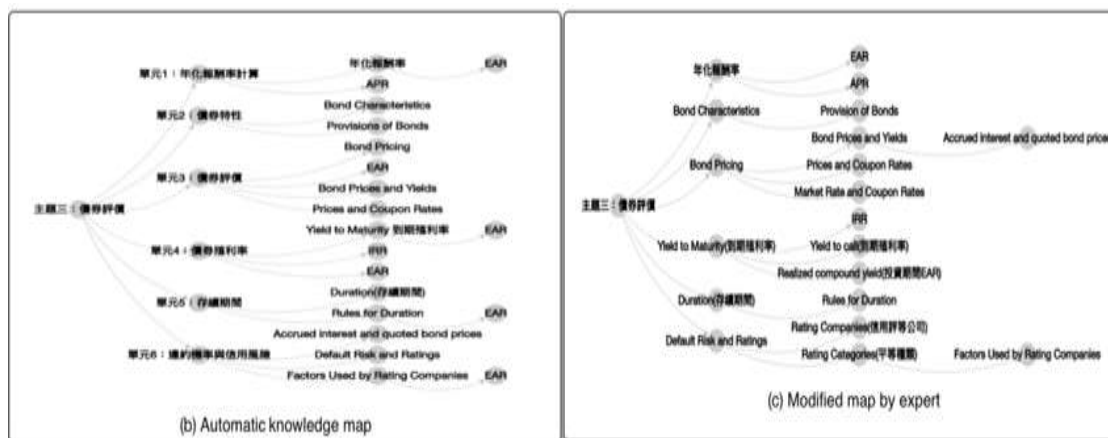 EAR
年化報酬率
單元1：年化報酬率計算
APR
Bond Characteristics
單元2：債券特性
Provisions of Bonds
Bond Pricing
EAR
單元3：債券評價
Bond Prices and Yields
Prices and Coupon Rates
主題三：債券評價
Yield to Maturity 到期殖利率
EAR
單元4：債券殖利率
IRR
EAR
Duration(存續期間)
單元5：存續期間
Rules for Duration
EAR
Accrued interest and quoted bond prices
單元6：違約機率與信用風險
Default Risk and Ratings
Factors Used by Rating Companies
EAR
(b) Automatic knowledge map
EAR
年化報酬率
APR
Bond Characteristics
Provision of Bonds
Bond Prices and Yields
Accrued interest and quoted bond prices
Bond Pricing
Prices and Coupon Rates
Market Rate and Coupon Rates
主題三：債券評價
IRR
Yield to Maturity(到期殖利率)
Yield to call(到期殖利率)
Realized compound yield(投資期間EAR)
Duration(存續期間)
Rules for Duration
Rating Companies(信用評等公司)
Default Risk and Ratings
Rating Categories(平等種類)
Factors Used by Rating Companies
(c) Modified map by expert